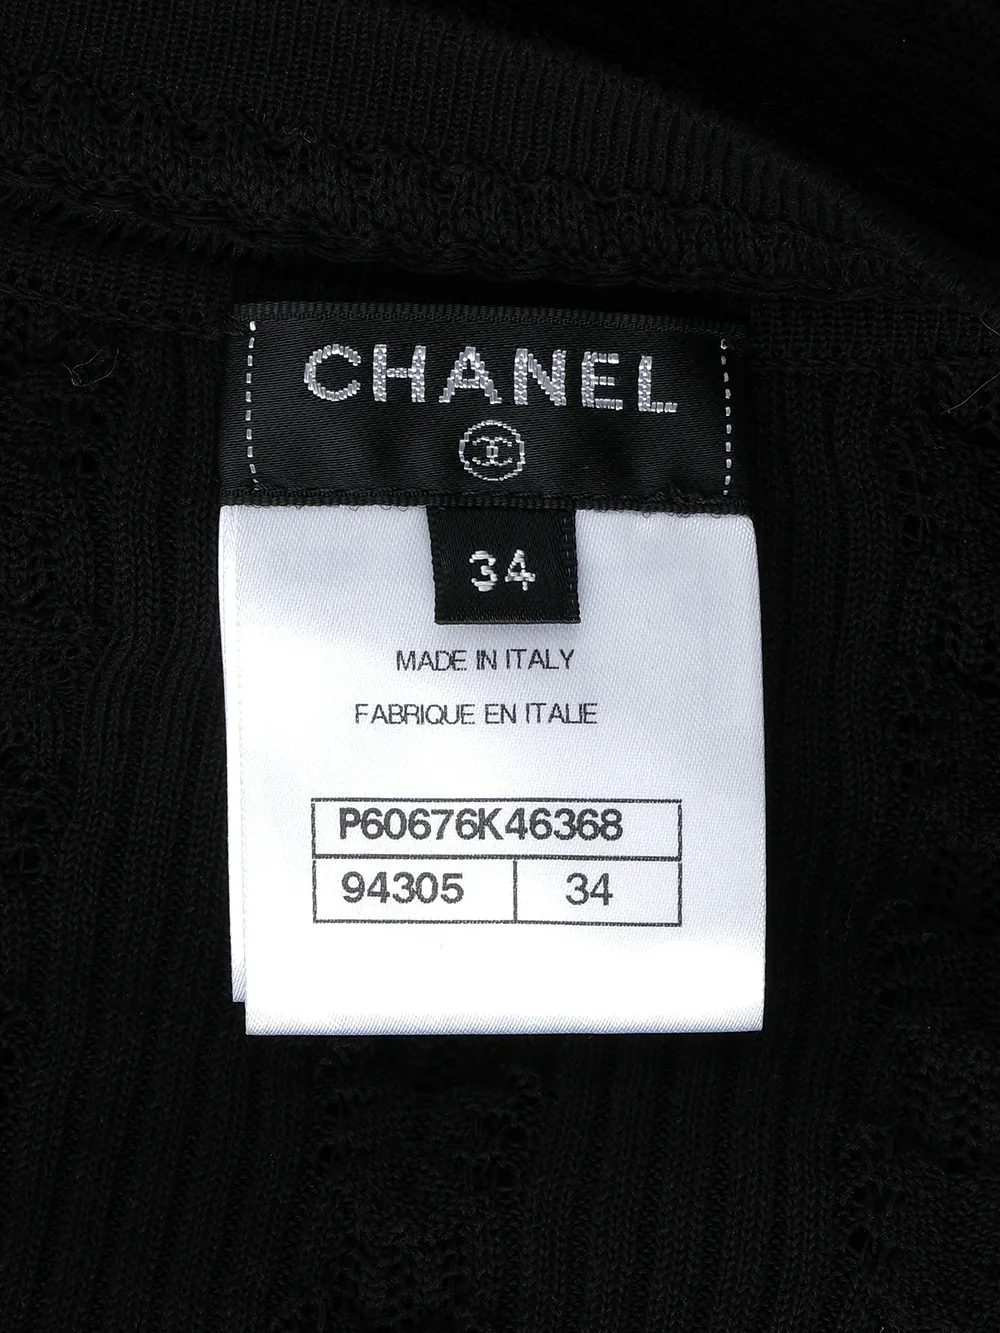 CHANEL
34
MADE IN ITALY
FABRIQUE EN ITALIE
P60676K46368
94305 34